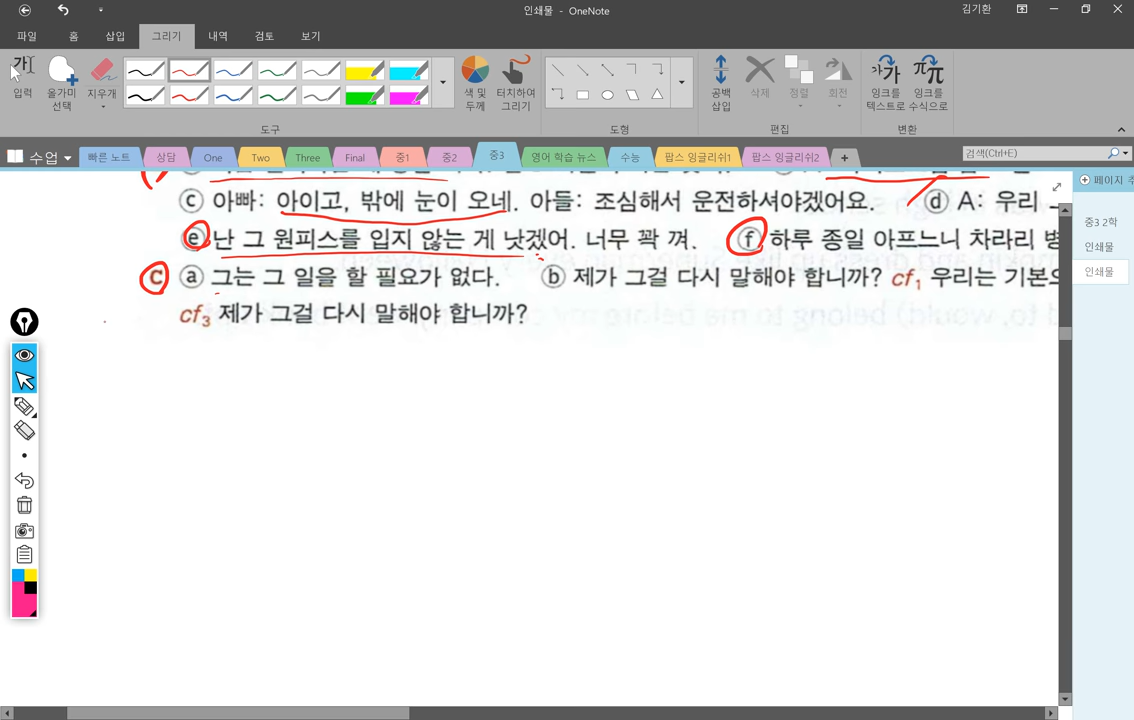 인쇄물 - OneNote
김기환
파일 홈 삽입 그리기 내역 검토 보기
입력
올가미 선택
지우개
색 및 두께
터치하여 그리기
공백 삽입
삭제
정렬
회전
잉크를 텍스트로
잉크를 수식으로
도구 도형 편집 변환
수업 빠른 노트 상담 One Two Three Final 중1 중2 중3 영어 학습 뉴스 수능 팝스 잉글리쉬1 팝스 잉글리쉬2 +
검색(Ctrl+E)
페이지 추
중3 2학
인쇄물
인쇄물
ⓒ 아빠: 아이고, 밖에 눈이 오네. 아들: 조심해서 운전하셔야겠어요. ⓓ A: 우리
ⓔ 난 그 원피스를 입지 않는 게 낫겠어. 너무 꽉 껴. ⓕ 하루 종일 아프느니 차라리 병
C ⓐ 그는 그 일을 할 필요가 없다. ⓑ 제가 그걸 다시 말해야 합니까? cf₁ 우리는 기본으
cf₃ 제가 그걸 다시 말해야 합니까?